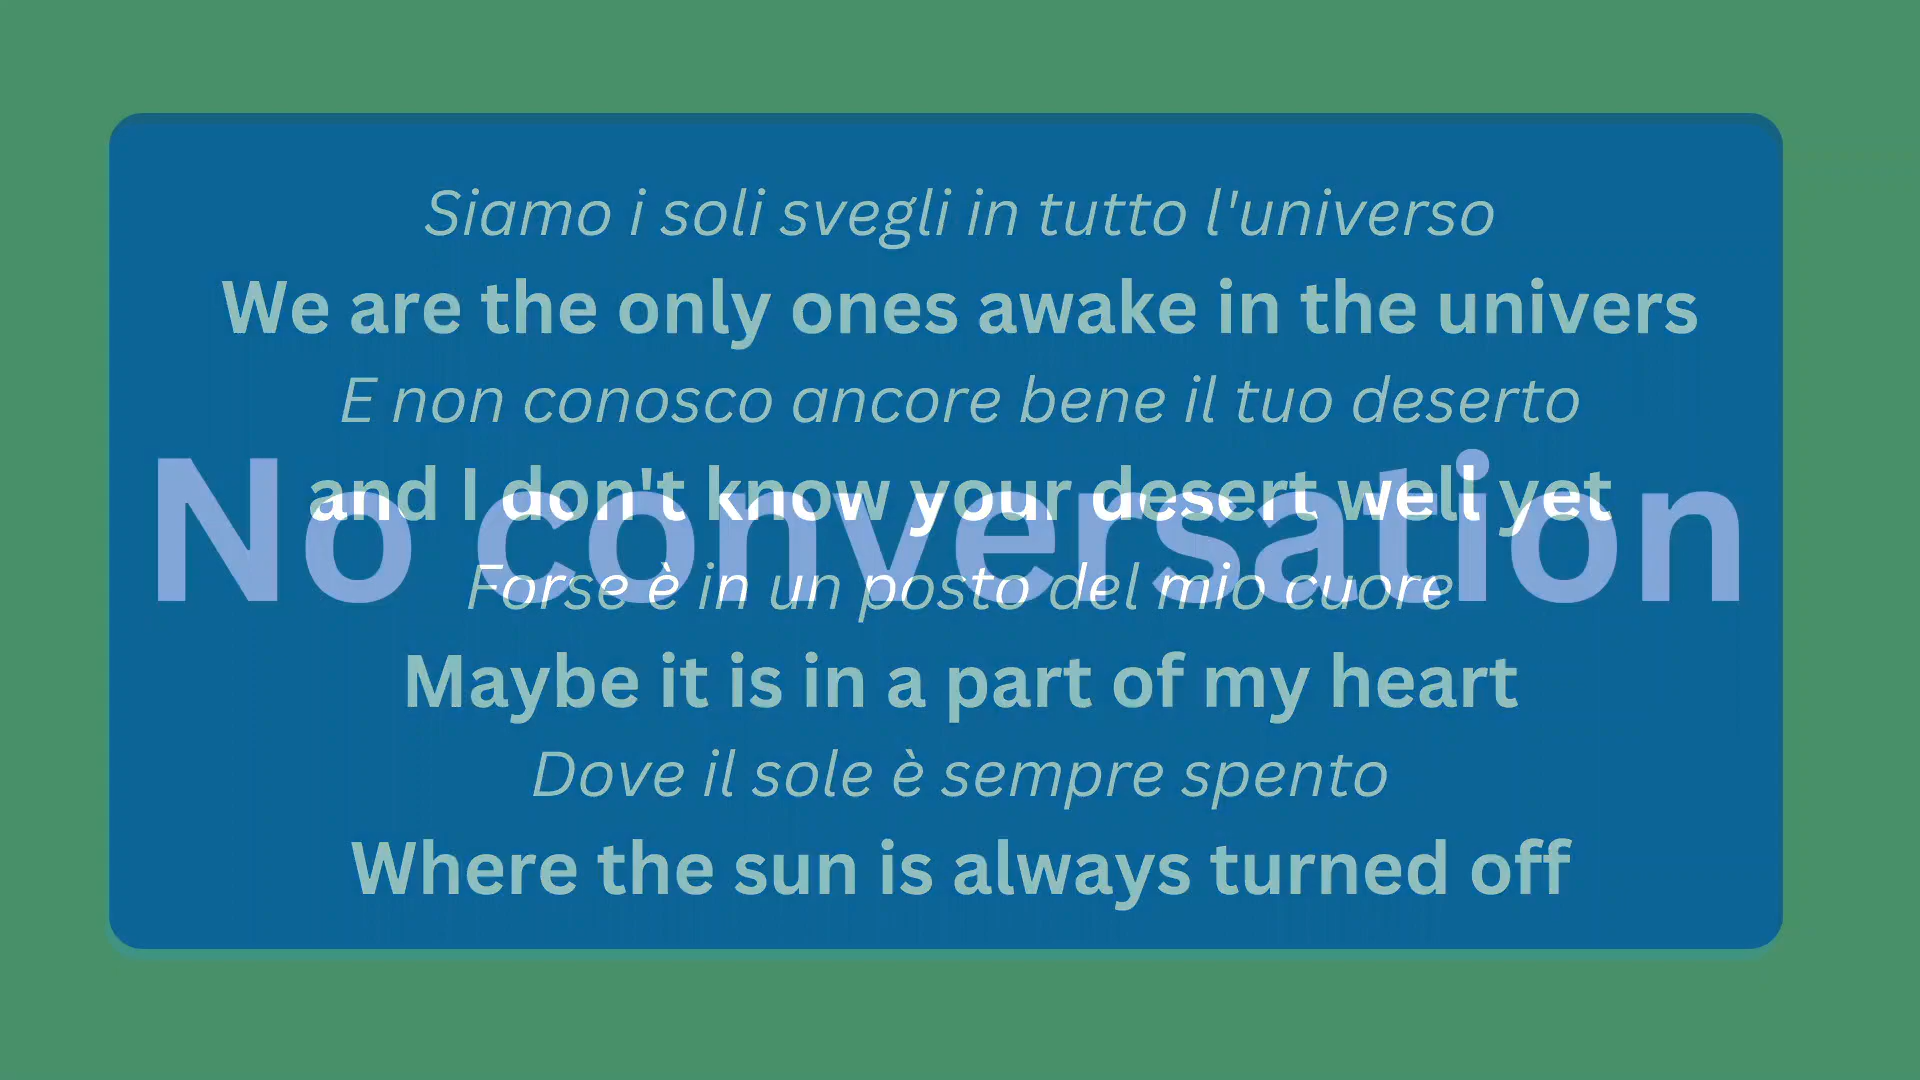 Siamo i soli svegli in tutto l'universo
We are the only ones awake in the univers
E non conosco ancore bene il tuo deserto
and I don't know your desert well yet
No conversation
Forse è in un posto del mio cuore
Maybe it is in a part of my heart
Dove il sole è sempre spento
Where the sun is always turned off